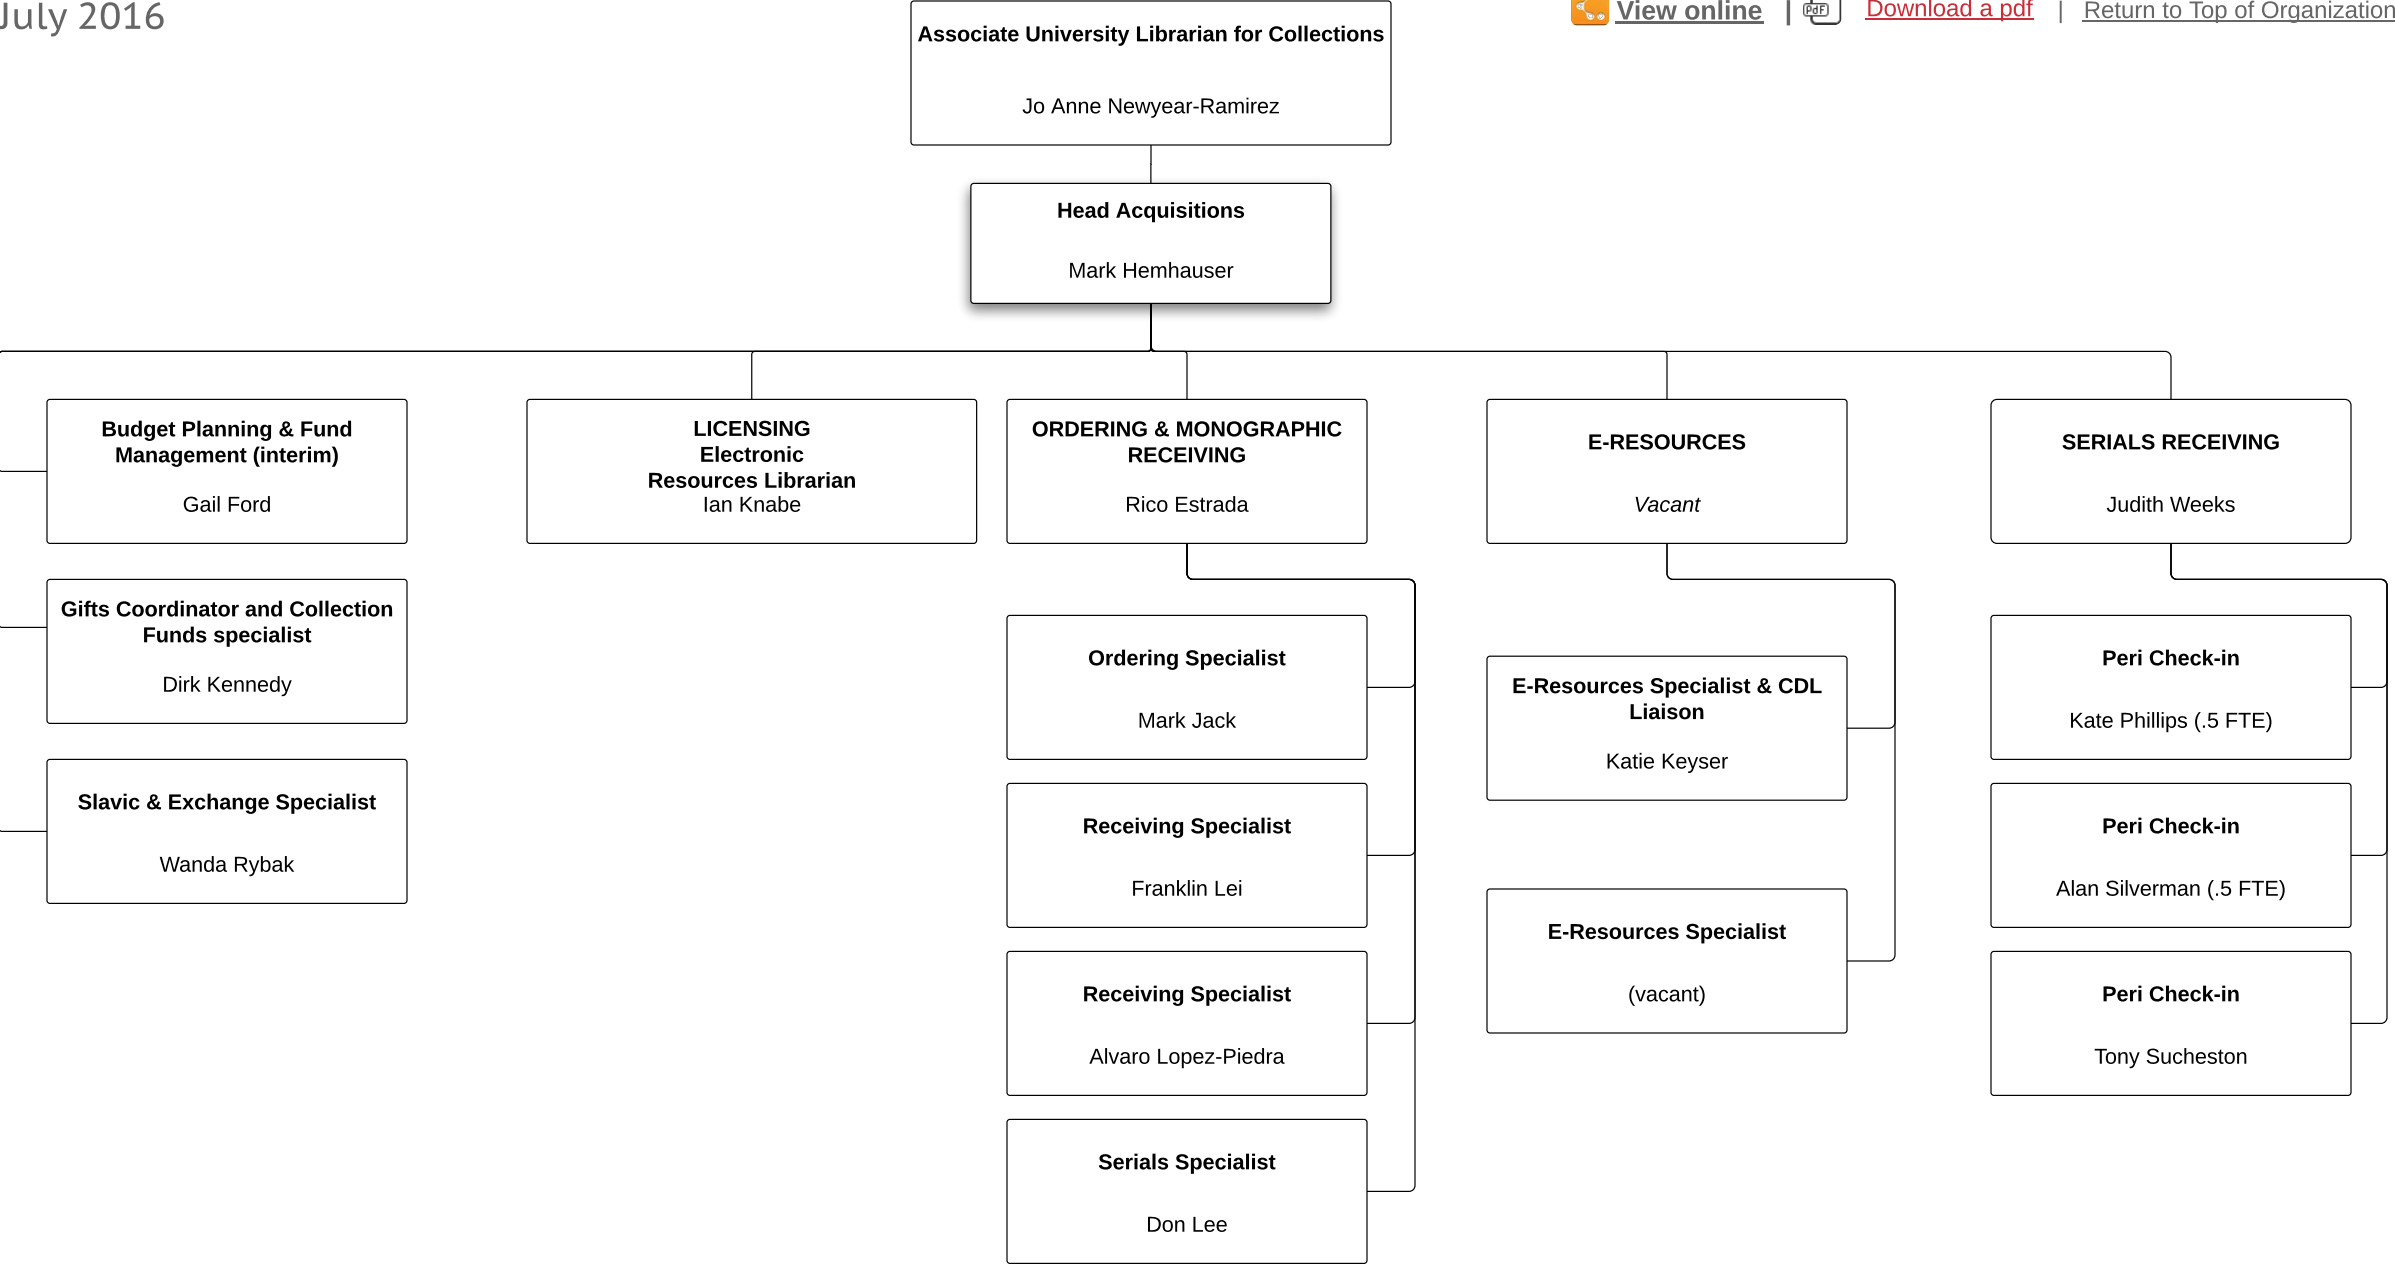 July 2016
View online | Download a pdf | Return to Top of Organization
PdF
Associate University Librarian for Collections
Jo Anne Newyear-Ramirez
Head Acquisitions
Mark Hemhauser
Budget Planning & Fund
Management (interim)
Gail Ford
Gifts Coordinator and Collection
Funds specialist
Dirk Kennedy
Slavic & Exchange Specialist
Wanda Rybak
LICENSING
Electronic
Resources Librarian
Ian Knabe
ORDERING & MONOGRAPHIC
RECEIVING
Rico Estrada
Ordering Specialist
Mark Jack
Receiving Specialist
Franklin Lei
Receiving Specialist
Alvaro Lopez-Piedra
Serials Specialist
Don Lee
E-RESOURCES
Vacant
E-Resources Specialist & CDL
Liaison
Katie Keyser
E-Resources Specialist
(vacant)
SERIALS RECEIVING
Judith Weeks
Peri Check-in
Kate Phillips (.5 FTE)
Peri Check-in
Alan Silverman (.5 FTE)
Peri Check-in
Tony Sucheston